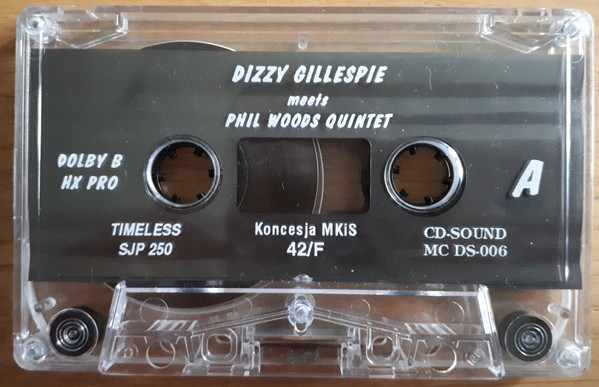 DIZZY GILLESPIE
meets
PHIL WOODS QUINTET
DOLBY B
HX PRO
A
TIMELESS
SJP 250
Koncesja MKiS
42/F
CD-SOUND
MC DS-006